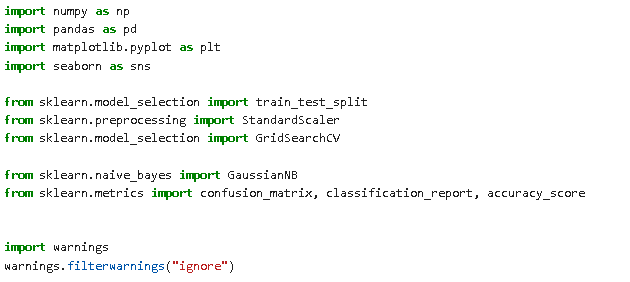 import numpy as np
import pandas as pd
import matplotlib.pyplot as plt
import seaborn as sns
from sklearn.model_selection import train_test_split
from sklearn.preprocessing import StandardScaler
from sklearn.model_selection import GridSearchCV
from sklearn.naive_bayes import GaussianNB
from sklearn.metrics import confusion_matrix, classification_report, accuracy_score
import warnings
warnings.filterwarnings("ignore")